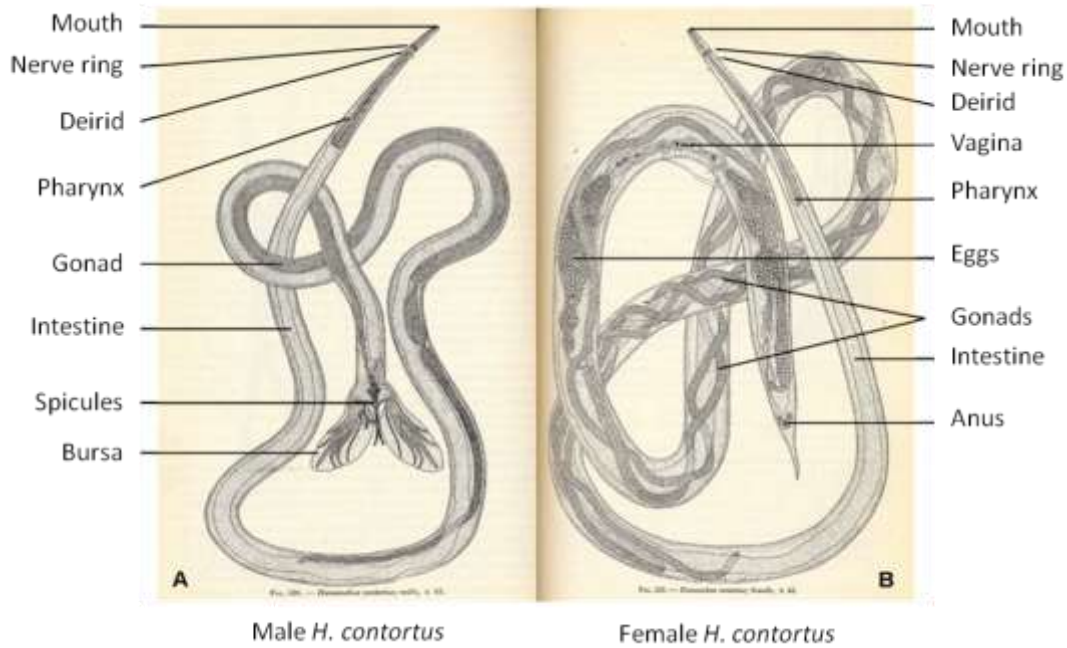 Mouth
Nerve ring
Deirid
Pharynx
Gonad
Intestine
Spicules
Bursa
A
Male H. contortus
Mouth
Nerve ring
Deirid
Vagina
Pharynx
Eggs
Gonads
Intestine
Anus
B
Female H. contortus